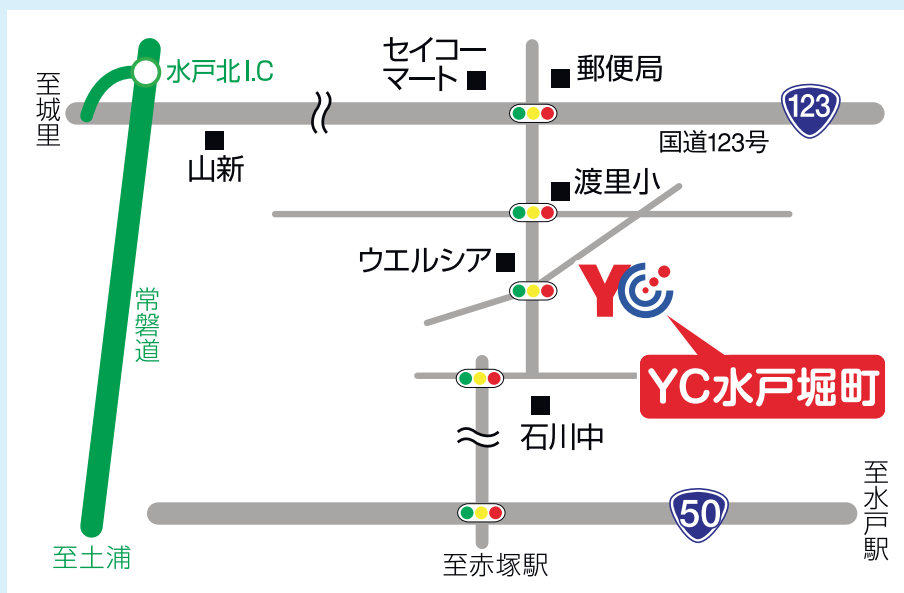 セイコー
マート
郵便局
水戸北I.C
至城里
123
国道123号
山新
渡里小
ウエルシア
YC
常磐道
YC水戸堀町
石川中
50
至水戸駅
至土浦
至赤塚駅